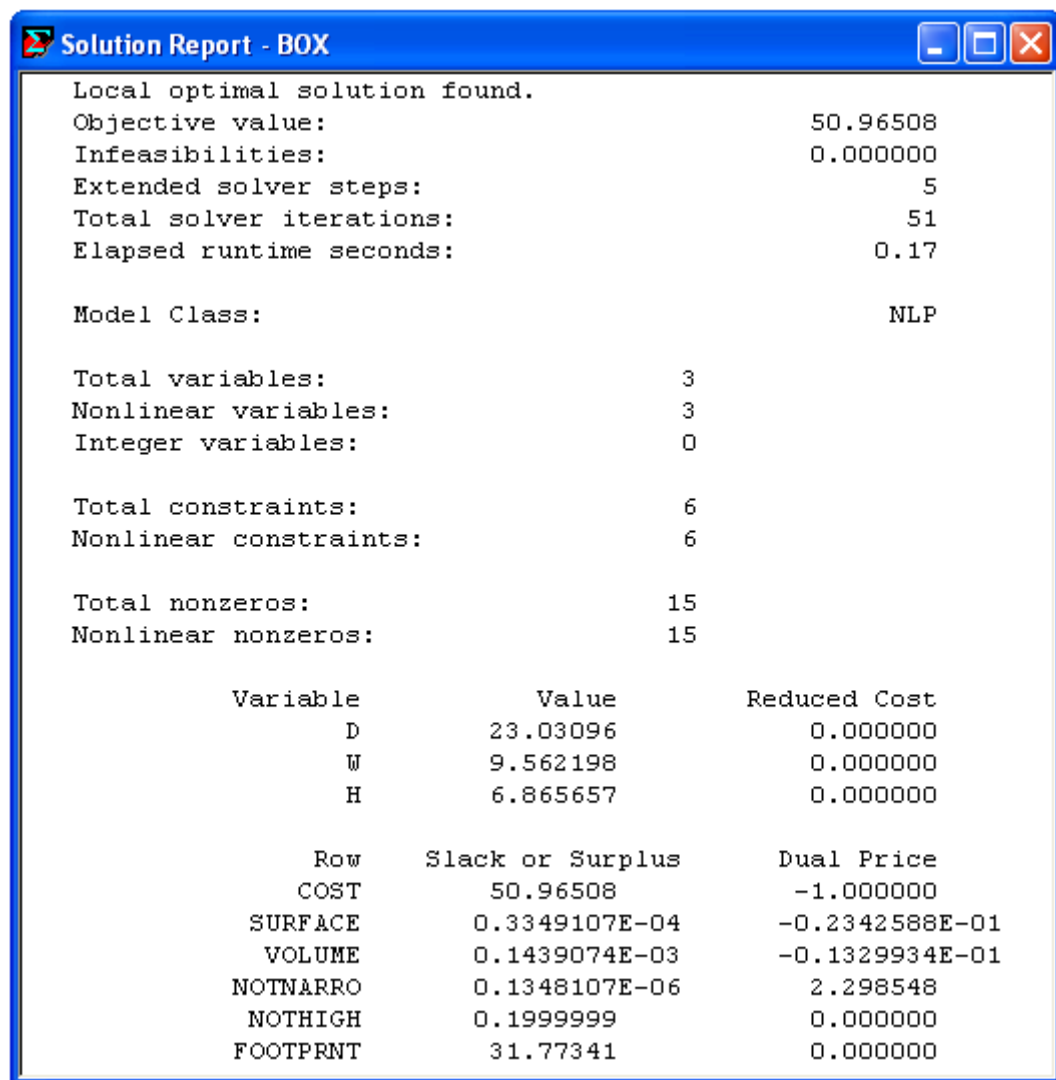 Solution Report - BOX
Local optimal solution found.
Objective value: 50.96508
Infeasibilities: 0.000000
Extended solver steps: 5
Total solver iterations: 51
Elapsed runtime seconds: 0.17
Model Class: NLP
Total variables: 3
Nonlinear variables: 3
Integer variables: 0
Total constraints: 6
Nonlinear constraints: 6
Total nonzeros: 15
Nonlinear nonzeros: 15
Variable Value Reduced Cost
D 23.03096 0.000000
W 9.562198 0.000000
H 6.865657 0.000000
Row Slack or Surplus Dual Price
COST 50.96508 -1.000000
SURFACE 0.3349107E-04 -0.2342588E-01
VOLUME 0.1439074E-03 -0.1329934E-01
NOTNARRO 0.1348107E-06 2.298548
NOTHIGH 0.1999999 0.000000
FOOTPRNT 31.77341 0.000000